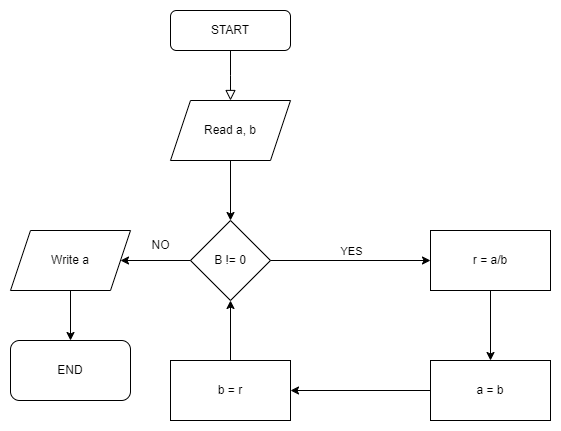 START
Read a, b
B != 0
NO
YES
Write a
r = a/b
END
b = r
a = b